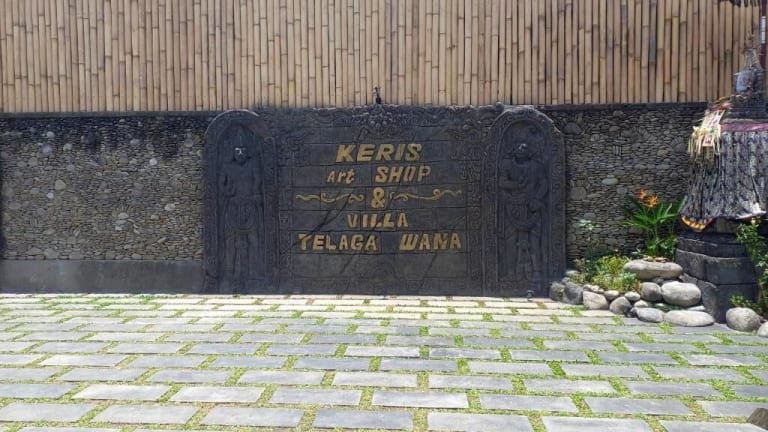 KERIS
Art SHOP
&
VILLA
TELAGA WANA